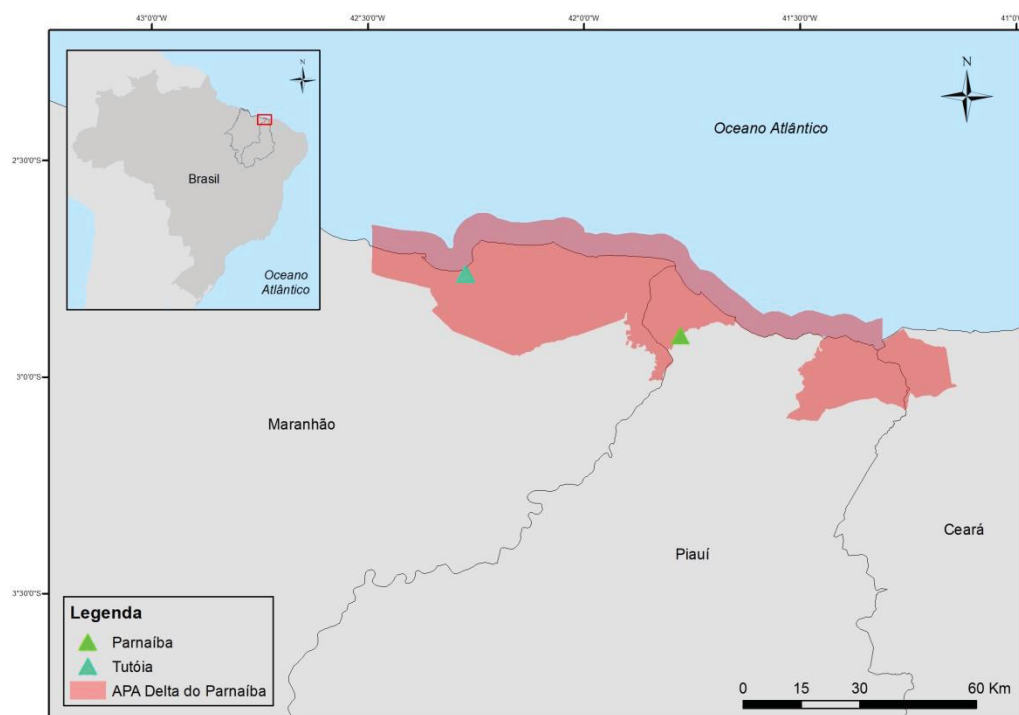 43°0'0"W
42°30'0"W
42°0'0"W
41°30'0"W
41°0'
N
N
Oceano Atlântico
2°30'0"S
Brasil
Oceano
Atlântico
3°0'0"S
Maranhão
Ceará
Piauí
3°30'0"S
Legenda
Parnaíba
Tutóia
APA Delta do Parnaíba
0 15 30 60 Km